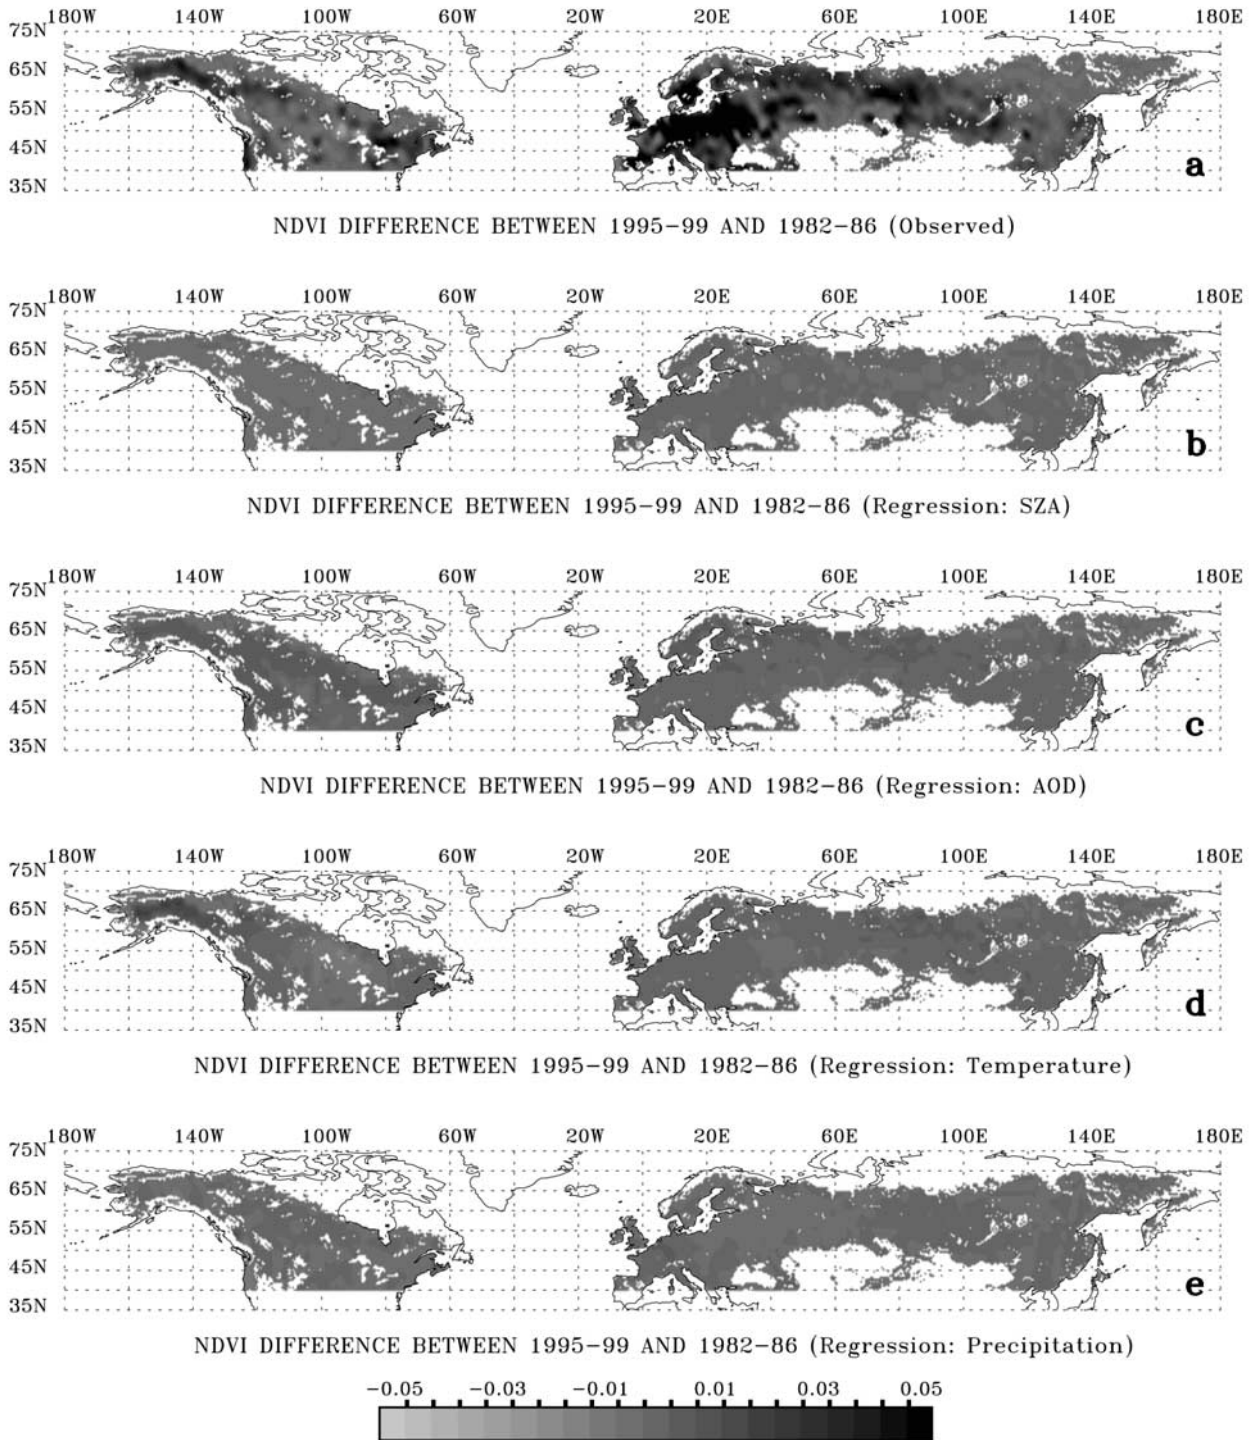 180W 140W 100W 60W 20W 20E 60E 100E 140E 180E
75N
65N
55N
45N
35N
a
NDVI DIFFERENCE BETWEEN 1995-99 AND 1982-86 (Observed)
180W 140W 100W 60W 20W 20E 60E 100E 140E 180E
75N
65N
55N
45N
35N
b
NDVI DIFFERENCE BETWEEN 1995-99 AND 1982-86 (Regression: SZA)
180W 140W 100W 60W 20W 20E 60E 100E 140E 180E
75N
65N
55N
45N
35N
c
NDVI DIFFERENCE BETWEEN 1995-99 AND 1982-86 (Regression: AOD)
180W 140W 100W 60W 20W 20E 60E 100E 140E 180E
75N
65N
55N
45N
35N
d
NDVI DIFFERENCE BETWEEN 1995-99 AND 1982-86 (Regression: Temperature)
180W 140W 100W 60W 20W 20E 60E 100E 140E 180E
75N
65N
55N
45N
35N
e
NDVI DIFFERENCE BETWEEN 1995-99 AND 1982-86 (Regression: Precipitation)
-0.05 -0.03 -0.01 0.01 0.03 0.05